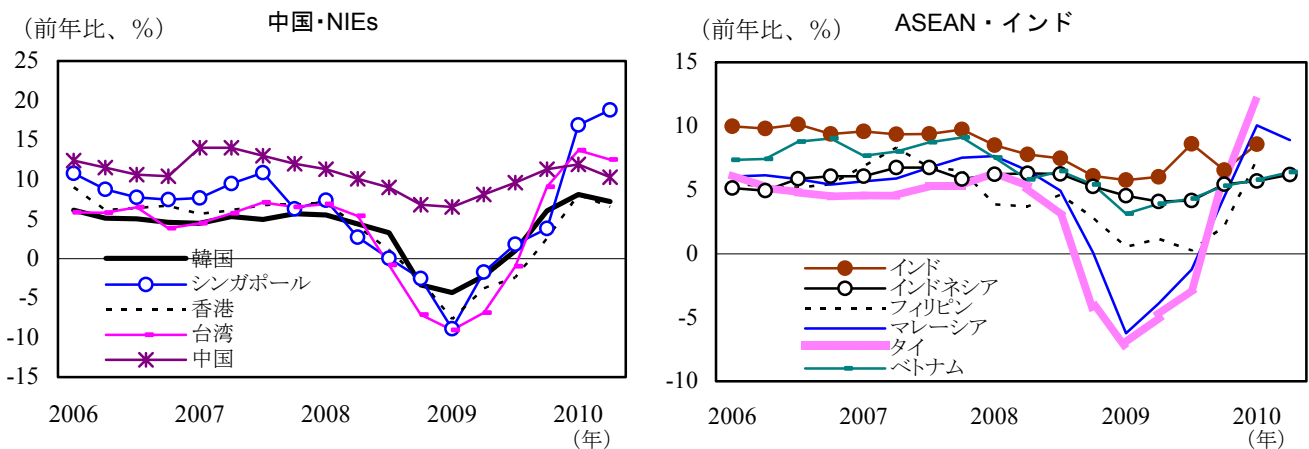 中国・NIEs
(前年比、%)
25
20
15
10
5
0
-5
-10
-15
韓国
シンガポール
香港
台湾
中国
2006 2007 2008 2009 2010
(年)
ASEAN・インド
(前年比、%)
15
10
5
0
-5
-10
インド
インドネシア
フィリピン
マレーシア
タイ
ベトナム
2006 2007 2008 2009 2010
(年)